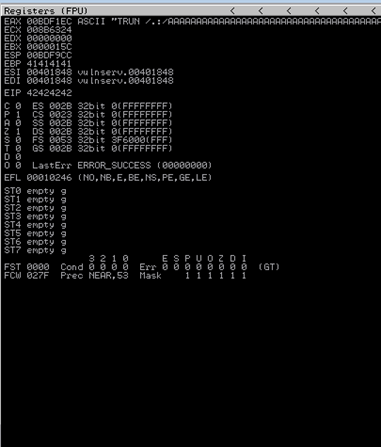 Registers (FPU) < < < < < <
EAX 00BDF1EC ASCII "TRUN /.:/AAAAAAAAAAAAAAAAAAAAAAAAAAAAAAAAAAA
ECX 008B6324
EDX 00000000
EBX 0000015C
ESP 00BDF9CC
EBP 41414141
ESI 00401848 vulnserv.00401848
EDI 00401848 vulnserv.00401848
EIP 42424242
C 0 ES 002B 32bit 0(FFFFFFFF)
P 1 CS 0023 32bit 0(FFFFFFFF)
A 0 SS 002B 32bit 0(FFFFFFFF)
Z 1 DS 002B 32bit 0(FFFFFFFF)
S 0 FS 0053 32bit 3F6000(FFF)
T 0 GS 002B 32bit 0(FFFFFFFF)
D 0
O 0 LastErr ERROR_SUCCESS (00000000)
EFL 00010246 (NO,NB,E,BE,NS,PE,GE,LE)
ST0 empty g
ST1 empty g
ST2 empty g
ST3 empty g
ST4 empty g
ST5 empty g
ST6 empty g
ST7 empty g
3 2 1 0 E S P U O Z D I
FST 0000 Cond 0 0 0 0 Err 0 0 0 0 0 0 0 0 (GT)
FCW 027F Prec NEAR,53 Mask 1 1 1 1 1 1